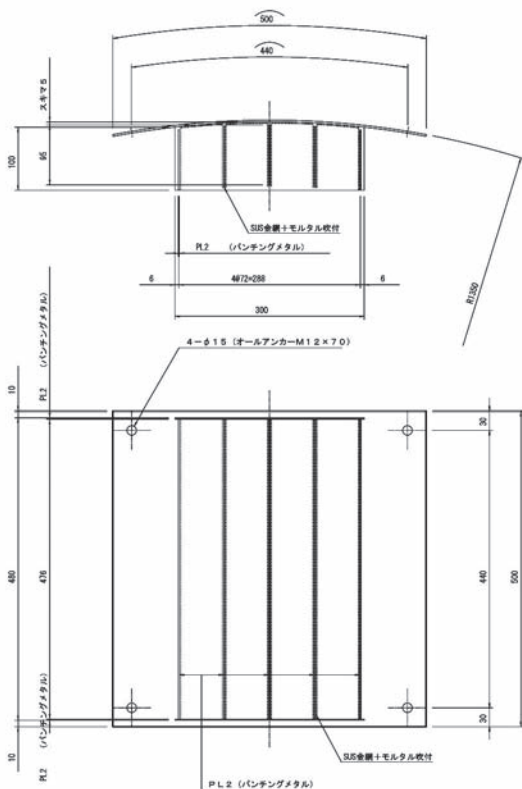 500
440
スキマ5
100
95
SUS金網+モルタル吹付
PL2 (パンチングメタル)
6
4@72=288
6
300
R1350
4-φ15 (オールアンカーM12×70)
PL2 (パンチングメタル)
10
30
480
476
440
500
30
10
PL2 (パンチングメタル)
SUS金網+モルタル吹付
PL2 (パンチングメタル)